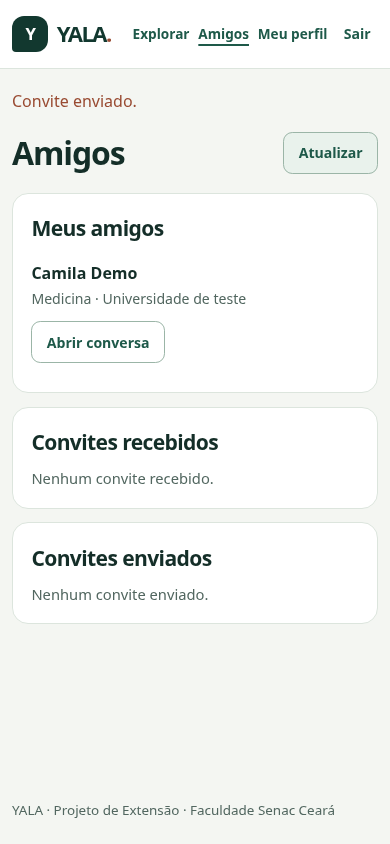 Y YALA. Explorar Amigos Meu perfil Sair
Convite enviado.
Amigos Atualizar
Meus amigos
Camila Demo
Medicina · Universidade de teste
Abrir conversa
Convites recebidos
Nenhum convite recebido.
Convites enviados
Nenhum convite enviado.
YALA · Projeto de Extensão · Faculdade Senac Ceará